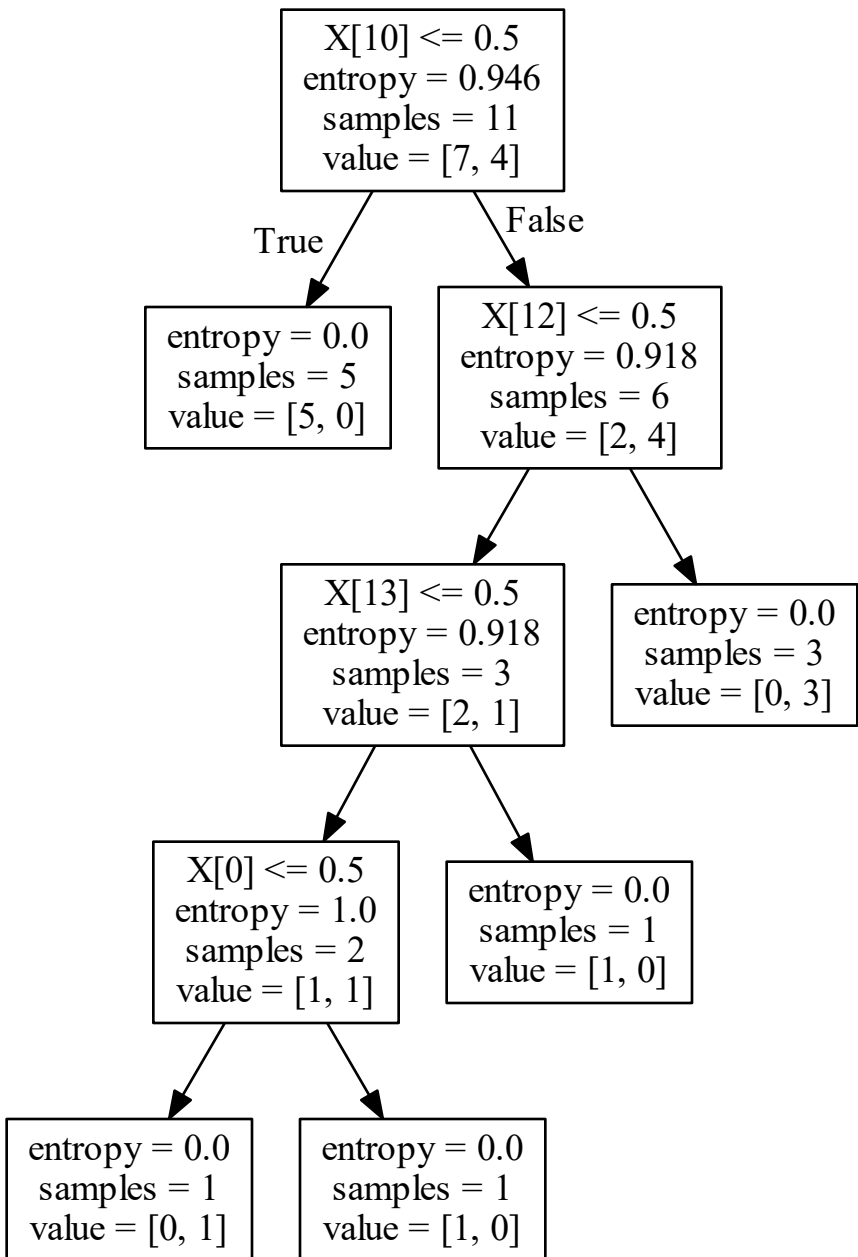 X[10] <= 0.5
entropy = 0.946
samples = 11
value = [7, 4]
True
False
entropy = 0.0
samples = 5
value = [5, 0]
X[12] <= 0.5
entropy = 0.918
samples = 6
value = [2, 4]
X[13] <= 0.5
entropy = 0.918
samples = 3
value = [2, 1]
entropy = 0.0
samples = 3
value = [0, 3]
X[0] <= 0.5
entropy = 1.0
samples = 2
value = [1, 1]
entropy = 0.0
samples = 1
value = [1, 0]
entropy = 0.0
samples = 1
value = [0, 1]
entropy = 0.0
samples = 1
value = [1, 0]